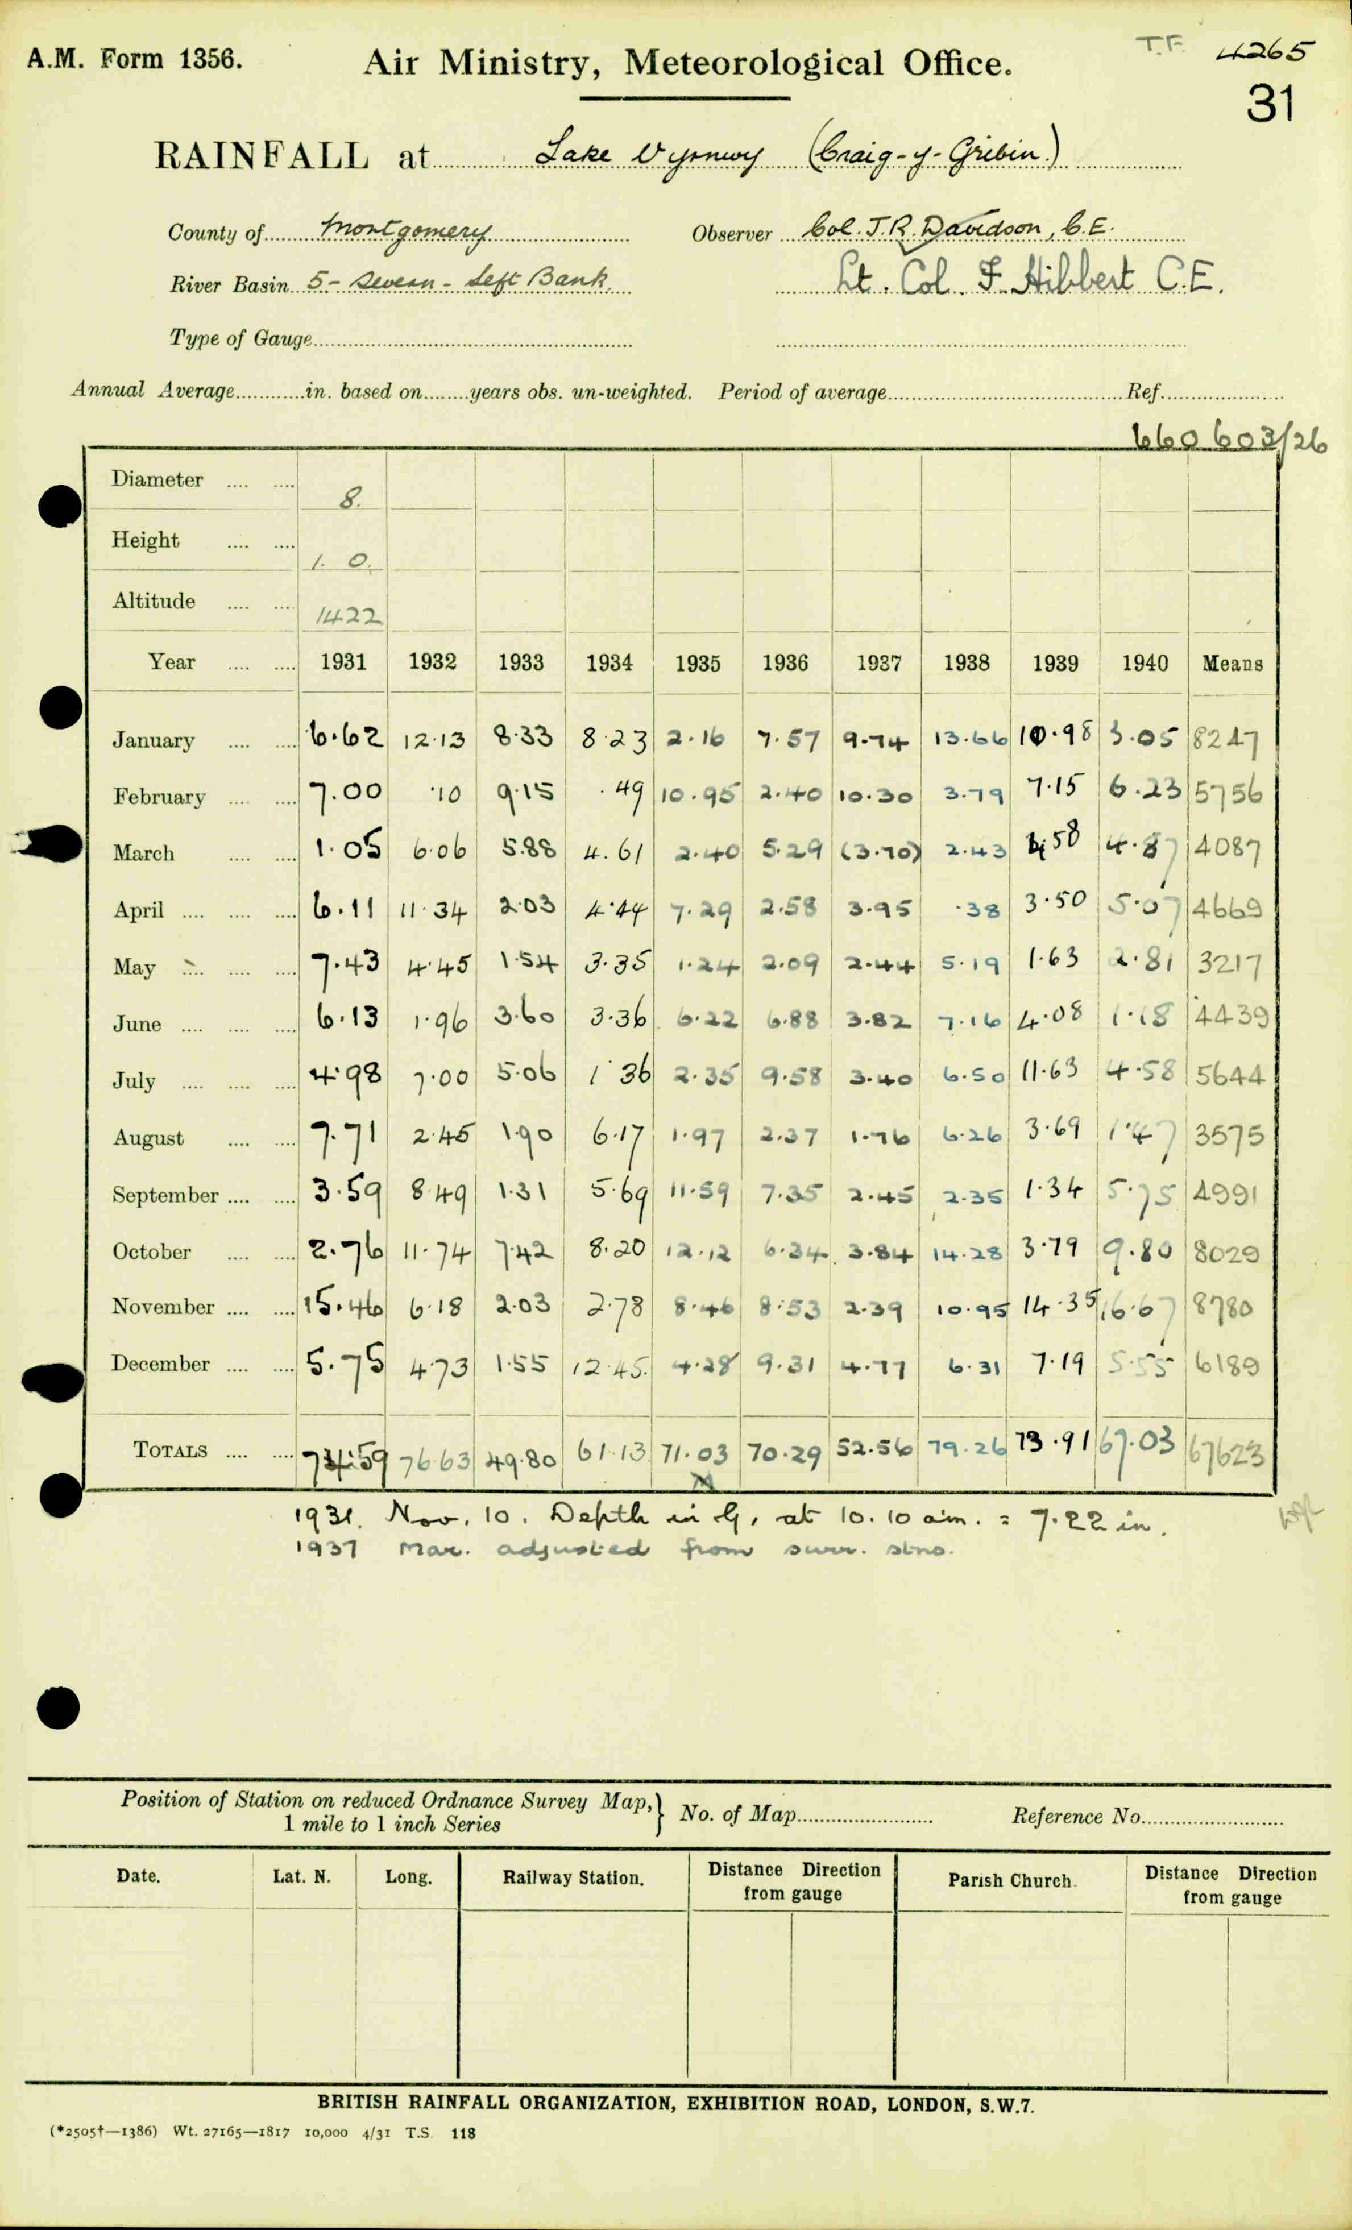 A.M. Form 1356.
Air Ministry, Meteorological Office.
T.F. 4265
31
RAINFALL at Lake Vyrnwy (Craig-y-Gribin.)
County of Montgomery Observer Col. J.R. Davidson, C.E.
River Basin 5 - Severn - Left Bank. Lt. Col. F. Hibbert C.E.
Type of Gauge
Annual Average in. based on years obs. un-weighted. Period of average Ref.
660603/26
Diameter 8.
Height 1. 0.
Altitude 1422
Year 1931 1932 1933 1934 1935 1936 1937 1938 1939 1940 Means
January 6.62 12.13 8.33 8.23 2.16 7.57 9.74 13.66 10.98 3.05 8247
February 7.00 .10 9.15 .49 10.95 2.40 10.30 3.79 7.15 6.23 5756
March 1.05 6.06 5.88 4.61 2.40 5.29 (3.70) 2.43 4.58 4.87 4087
April 6.11 11.34 2.03 4.44 7.29 2.58 3.95 .38 3.50 5.07 4669
May 7.43 4.45 1.54 3.35 1.24 2.09 2.44 5.19 1.63 2.81 3217
June 6.13 1.96 3.60 3.36 6.22 6.88 3.82 7.16 4.08 1.18 4439
July 4.98 7.00 5.06 1.36 2.35 9.58 3.40 6.50 11.63 4.58 5644
August 7.71 2.45 1.90 6.17 1.97 2.37 1.76 6.26 3.69 1.47 3575
September 3.59 8.49 1.31 5.69 11.59 7.35 2.45 2.35 1.34 5.75 4991
October 2.76 11.74 7.42 8.20 12.12 6.34 3.84 14.28 3.79 9.80 8029
November 15.46 6.18 2.03 2.78 8.46 8.53 2.39 10.95 14.35 16.67 8780
December 5.75 4.73 1.55 12.45 4.28 9.31 4.77 6.31 7.19 5.55 6189
TOTALS 74.59 76.63 49.80 61.13 71.03 70.29 52.56 79.26 73.91 67.03 67623
1931. Nov. 10. Depth in G. at 10.10 a.m. = 7.22 in.
1937 Mar. adjusted from surr. stns.
Position of Station on reduced Ordnance Survey Map,
1 mile to 1 inch Series
No. of Map Reference No.
Date. Lat. N. Long. Railway Station. Distance Direction from gauge Parish Church. Distance Direction from gauge
BRITISH RAINFALL ORGANIZATION, EXHIBITION ROAD, LONDON, S.W.7.
(*2505†—1386) Wt. 27165—1817 10,000 4/31 T.S. 118